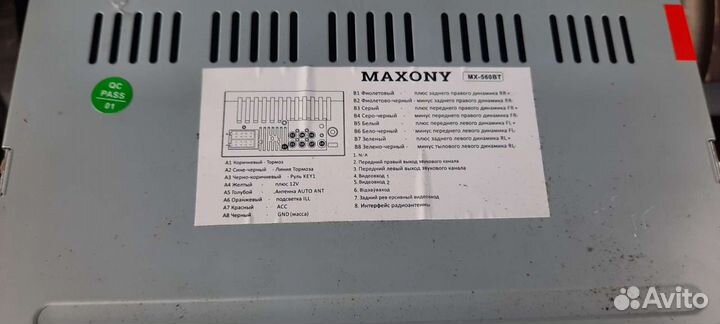 QC
PASS
01
MAXONY MX-560BT
B1 Фиолетовый - плюс заднего правого динамика RR+
B2 Фиолетово-черный - минус заднего правого динамика RR-
B3 Серый - плюс переднего правого динамика FR+
B4 Серо-черный - минус переднего правого динамика FR-
B5 Белый - плюс переднего левого динамика FL+
B6 Бело-черный - минус переднего левого динамика FL-
B7 Зеленый - плюс заднего левого динамика RL+
B8 Зелено-черный - минус тылового левого динамика RL-
A1 Коричневый - Тормоз
A2 Сине-черный - Линия Тормоза
A3 Черно-коричневый - Руль KEY1
A4 Желтый - плюс 12V
A5 Голубой - Антенна AUTO ANT
A6 Оранжевый - подсветка ILL
A7 Красный - ACC
A8 Черный - GND(масса)
1. N/A
2. Передний правый выход звукового канала
3. Передний левый выход звукового канала
4. Видеовход 1
5. Видеовход 2
6. Видеовыход
7. Задний реверсивный видеовход
8. Интерфейс радиоантенны
Avito